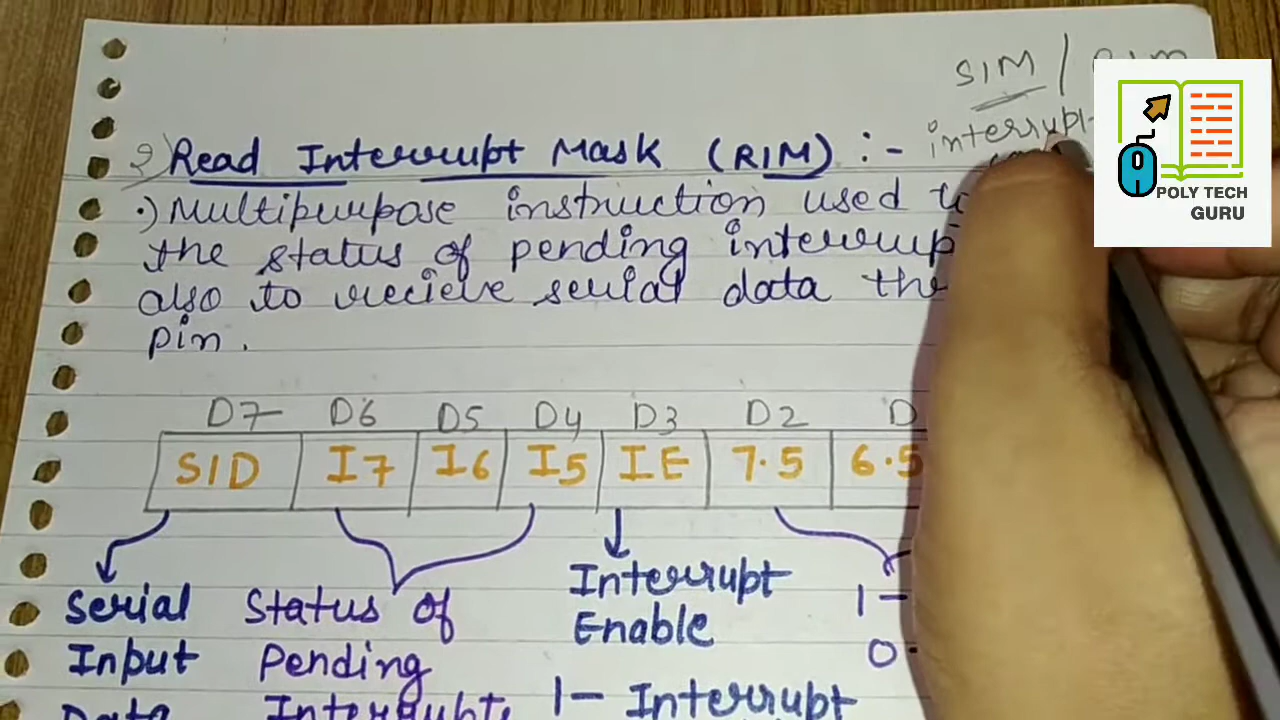 SIM /
interrupt
2) Read Interrupt Mask (RIM) :-
.) Multipurpose instruction used
the status of pending interrup
also to recieve serial data the
pin.
D7 D6 D5 D4 D3 D2 D
SID I7 I6 I5 IE 7.5 6.5
Serial Status of Interrupt 1-
Input Pending Enable 0-
Data Interrupts 1- Interrupt
POLY TECH
GURU